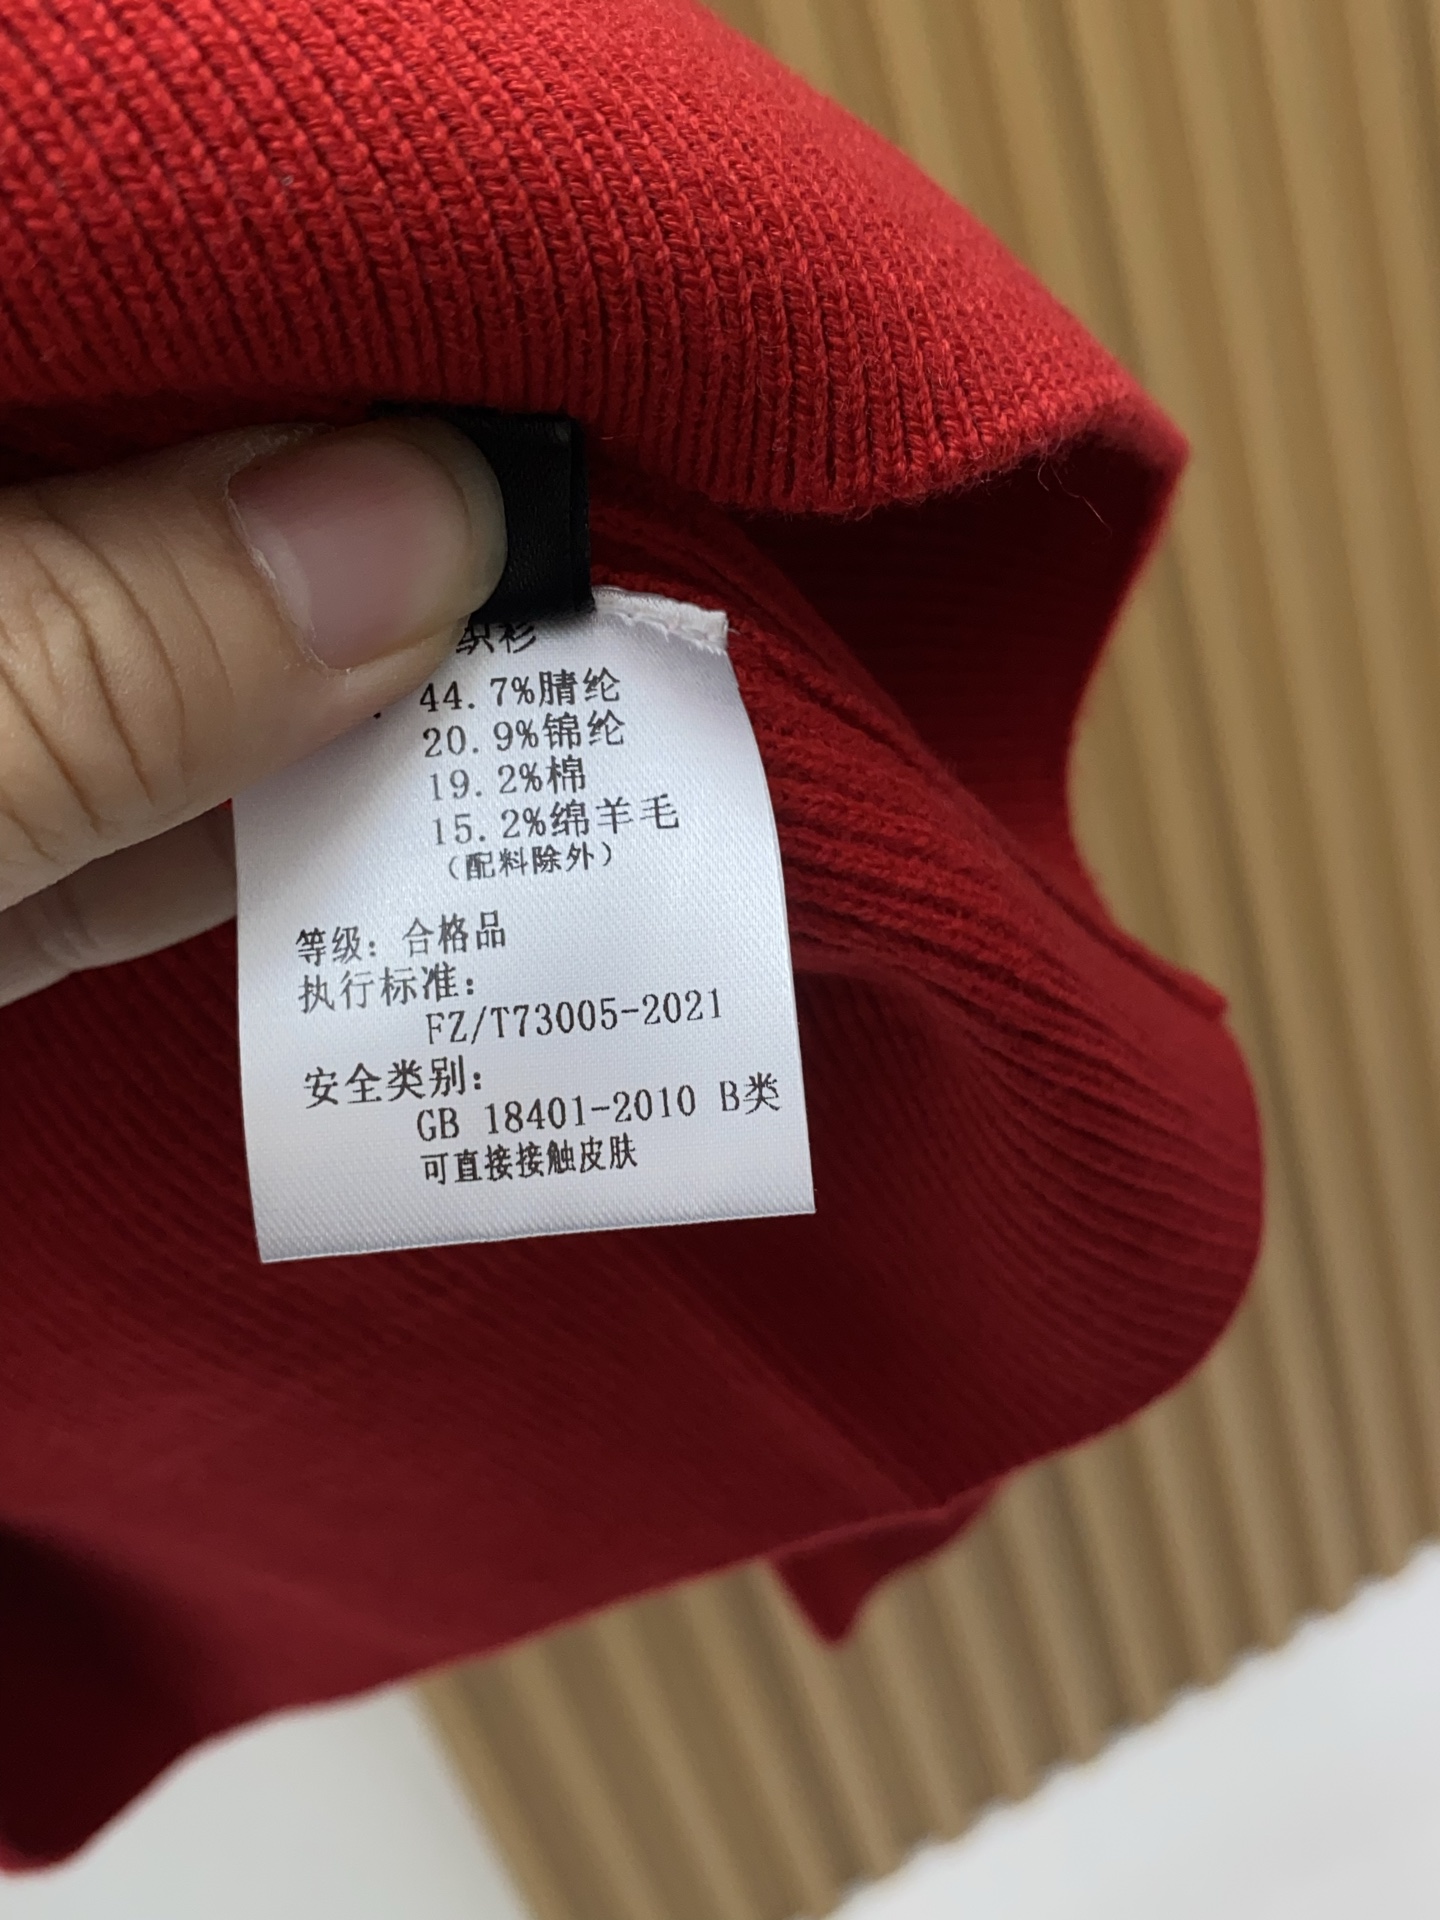 织衫
44.7%腈纶
20.9%锦纶
19.2%棉
15.2%绵羊毛
(配料除外)
等级：合格品
执行标准：
FZ/T73005-2021
安全类别：
GB 18401-2010 B类
可直接接触皮肤